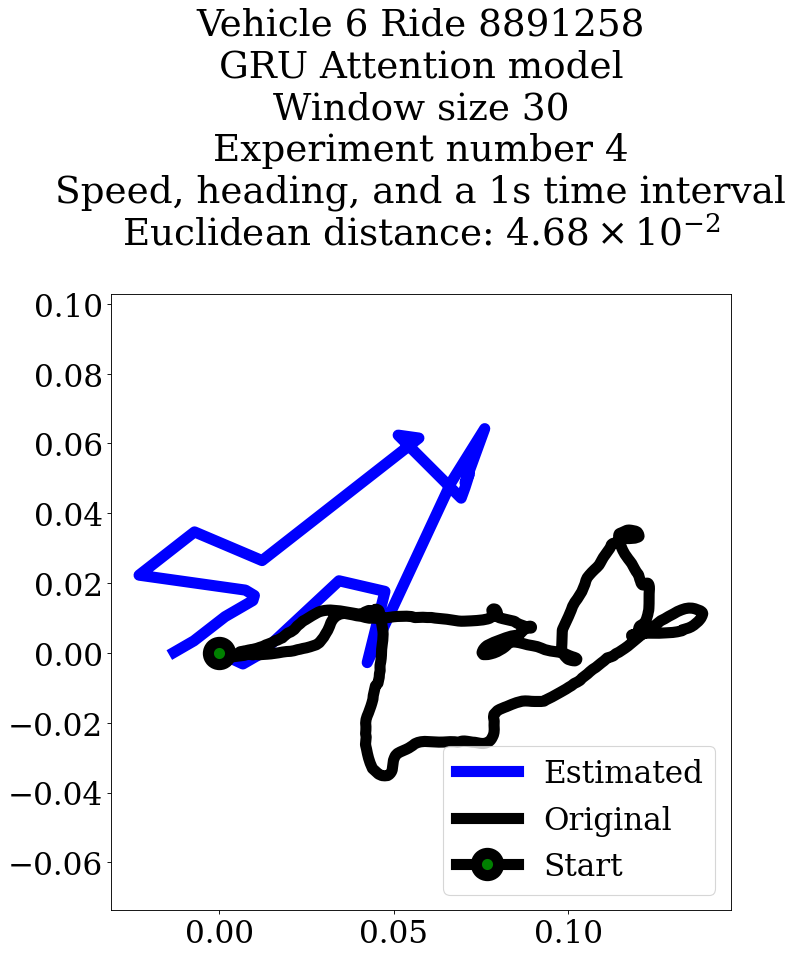 Vehicle 6 Ride 8891258
GRU Attention model
Window size 30
Experiment number 4
Speed, heading, and a 1s time interval
Euclidean distance: 4.68 × 10⁻²
0.10
0.08
0.06
0.04
0.02
0.00
−0.02
−0.04
−0.06
Estimated
Original
Start
0.00 0.05 0.10